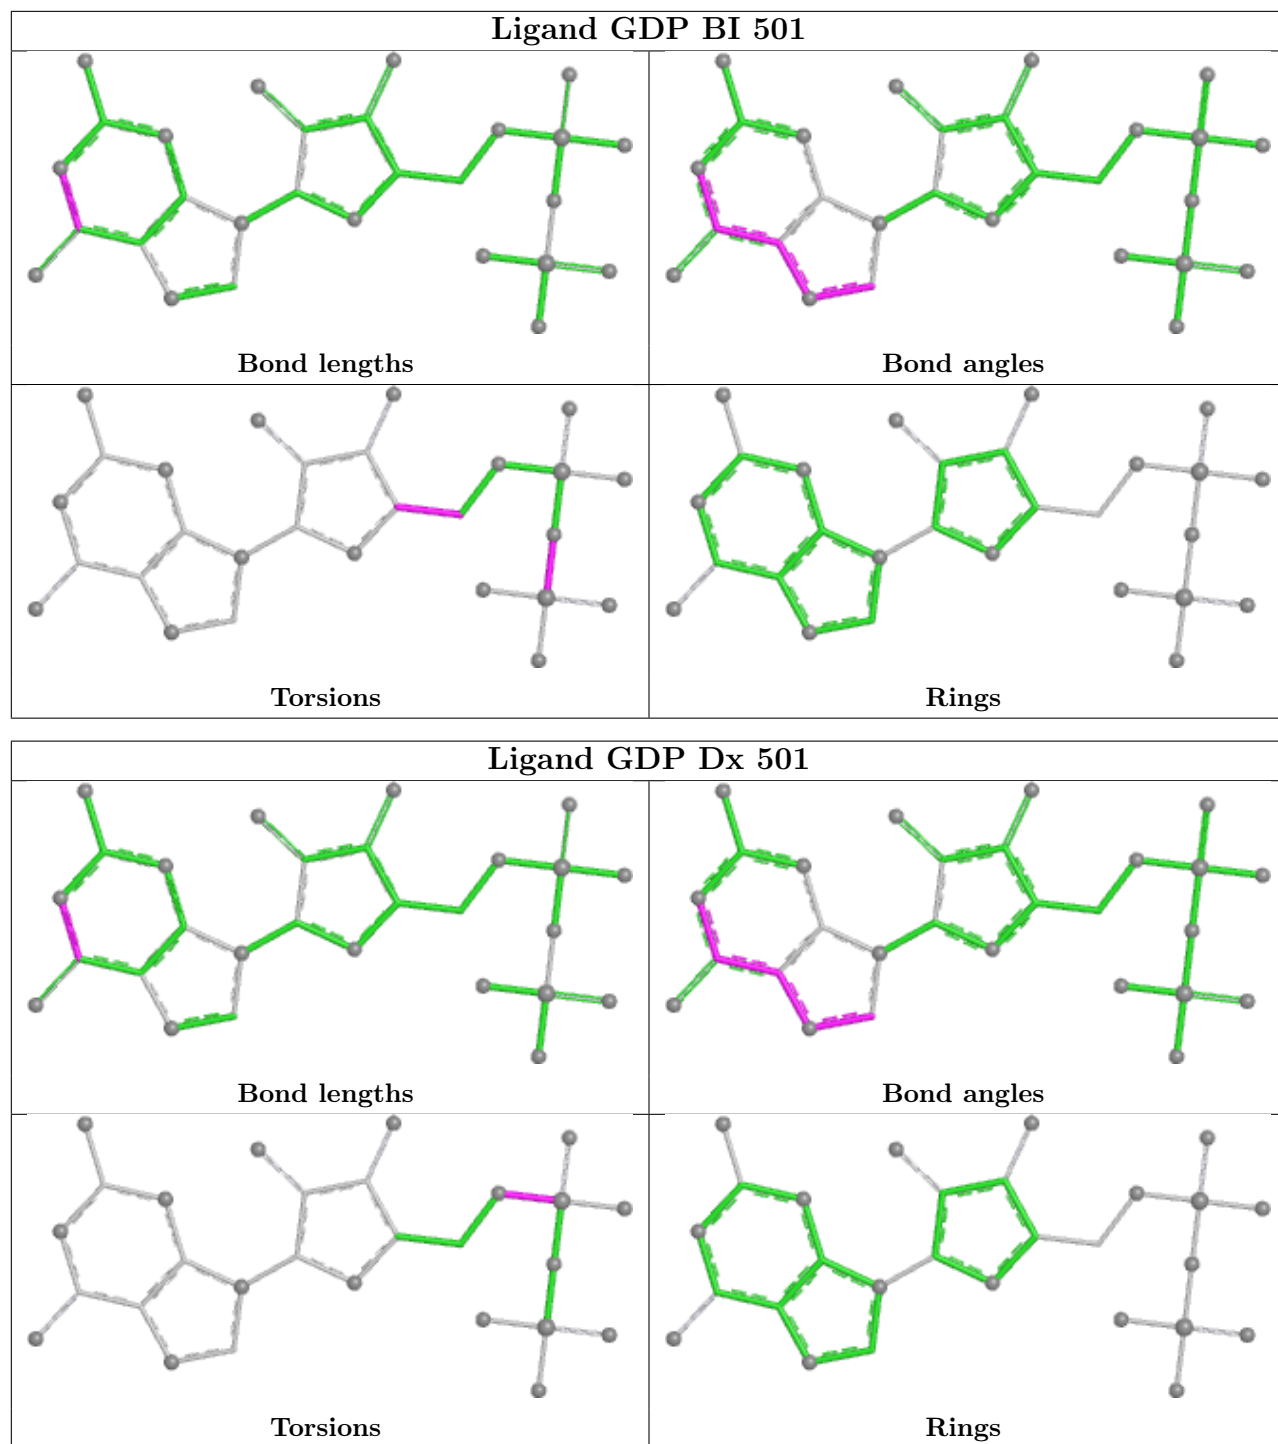 Ligand GDP BI 501
Bond lengths
Bond angles
Torsions
Rings
Ligand GDP Dx 501
Bond lengths
Bond angles
Torsions
Rings